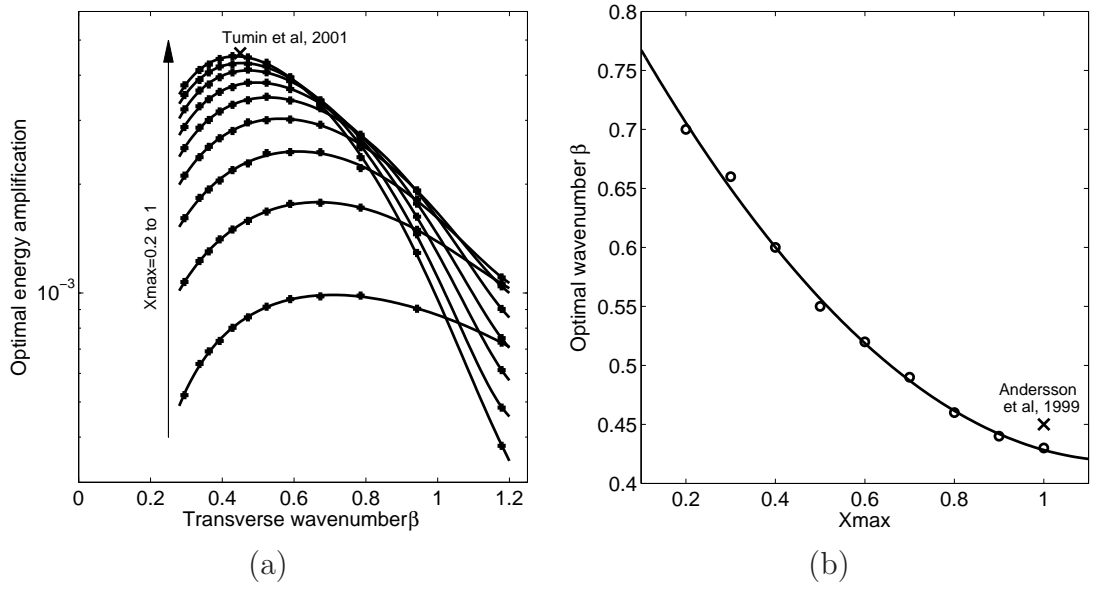 Tumin et al, 2001
Xmax=0.2 to 1
Optimal energy amplification
10⁻³
0 0.2 0.4 0.6 0.8 1 1.2
Transverse wavenumberβ
(a)
0.8
0.75
0.7
0.65
0.6
0.55
0.5
0.45
0.4
Optimal wavenumber β
Andersson
et al, 1999
0.2 0.4 0.6 0.8 1
Xmax
(b)